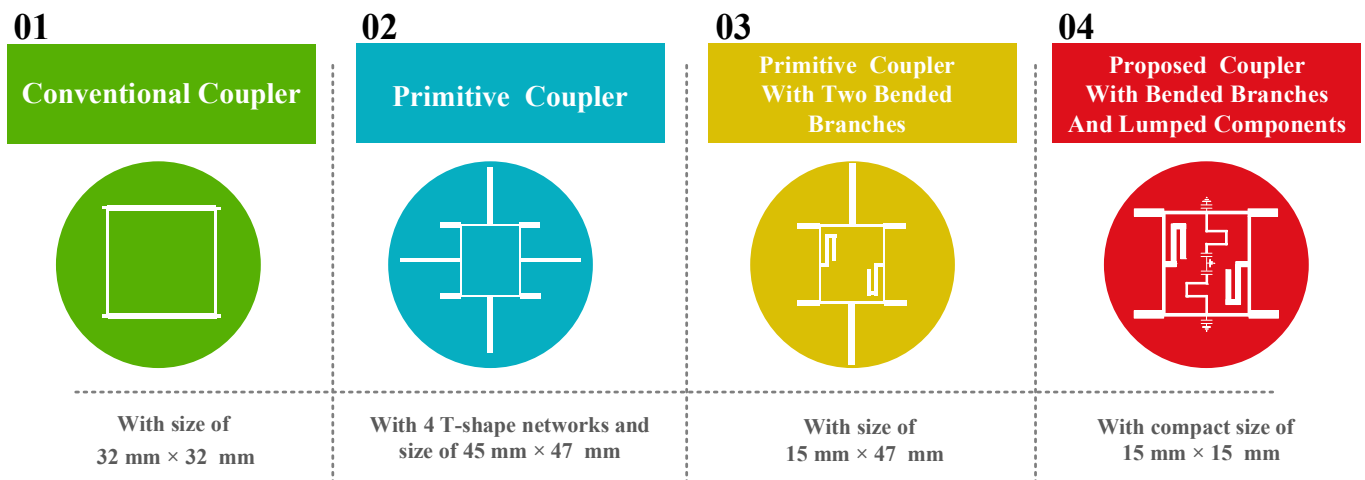 01
Conventional Coupler
With size of
32 mm × 32 mm
02
Primitive Coupler
With 4 T-shape networks and
size of 45 mm × 47 mm
03
Primitive Coupler
With Two Bended
Branches
With size of
15 mm × 47 mm
04
Proposed Coupler
With Bended Branches
And Lumped Components
With compact size of
15 mm × 15 mm